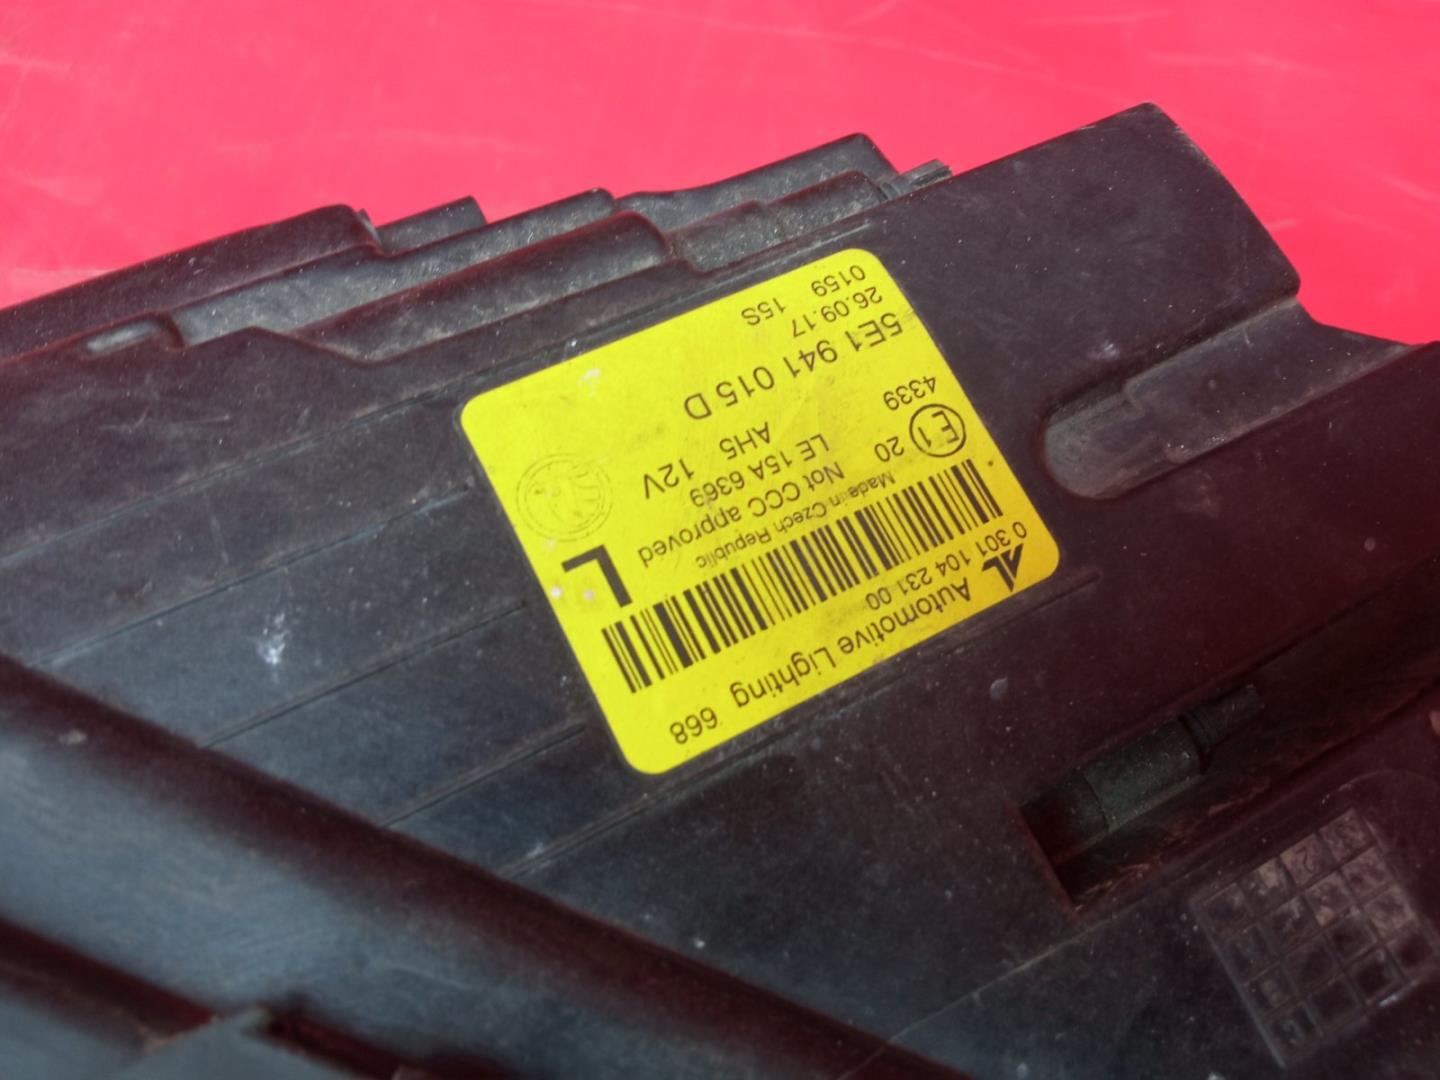 Automotive Lighting 668
0 301 104 231.00
Made in Czech Republic
Not CCC approved L
E1 20 LE 15A 6369
4339 AH5 12V
5E1 941 015 D
26.09.17 15S
0159